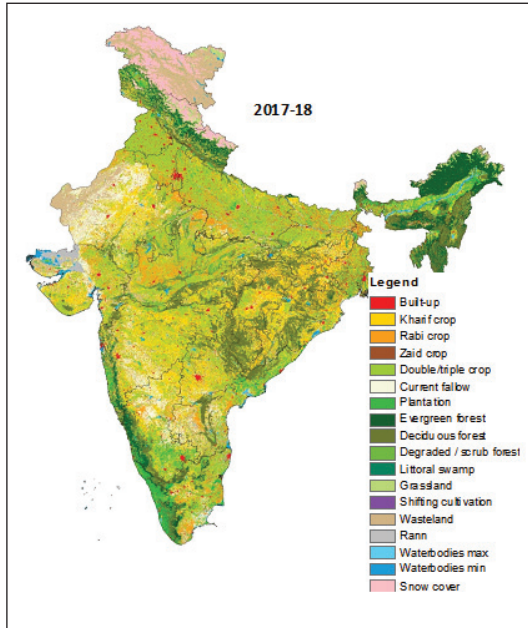 2017-18
Legend
Built-up
Kharif crop
Rabi crop
Zaid crop
Double/triple crop
Current fallow
Plantation
Evergreen forest
Deciduous forest
Degraded / scrub forest
Littoral swamp
Grassland
Shifting cultivation
Wasteland
Rann
Waterbodies max
Waterbodies min
Snow cover